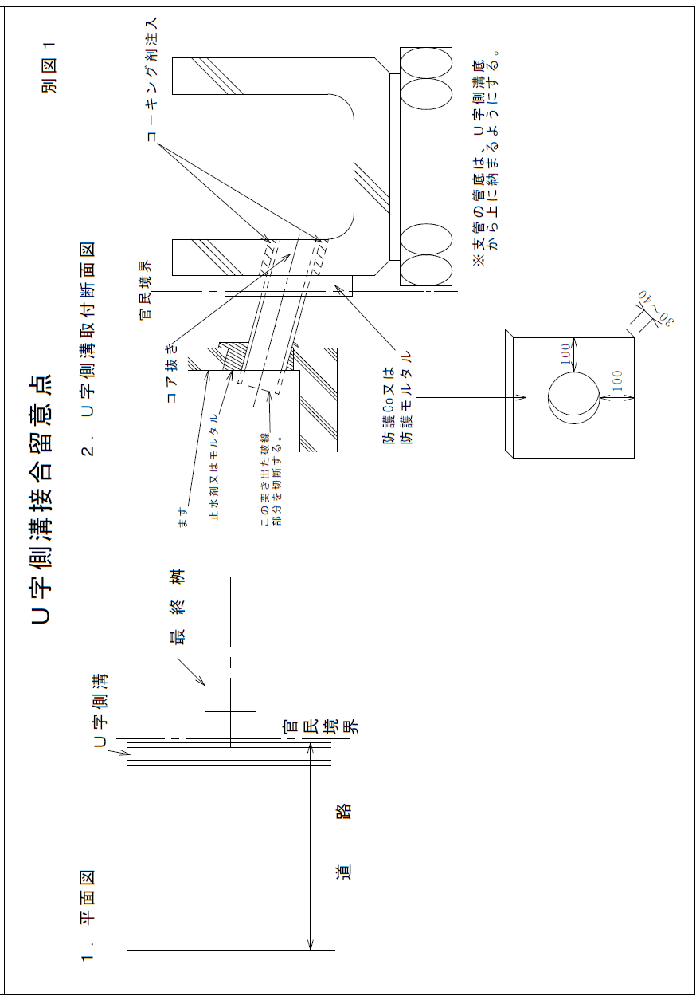 別図１
Ｕ字側溝接合留意点
１．平面図
Ｕ字側溝
最終桝
官民境界
道路
２．Ｕ字側溝取付断面図
官民境界
コーキング剤注入
コア抜き
ます
止水剤又はモルタル
この突き出た破線
部分を切断する。
防護Co又は
防護モルタル
※支管の管底は、Ｕ字側溝底
から上に納まるようにする。
100
100
30～40